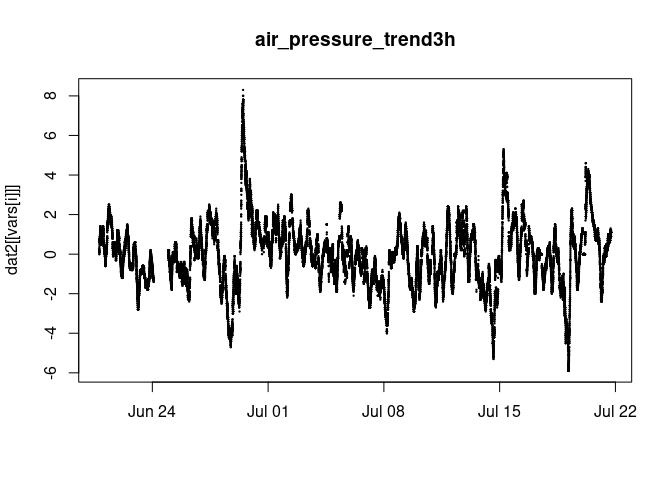 air_pressure_trend3h
dat2[[vars[i]]]
8
6
4
2
0
-2
-4
-6
Jun 24
Jul 01
Jul 08
Jul 15
Jul 22